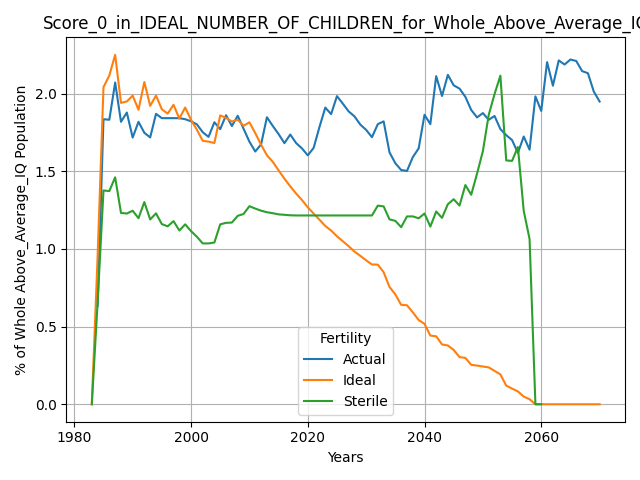 Score_0_in_IDEAL_NUMBER_OF_CHILDREN_for_Whole_Above_Average_IQ
% of Whole Above_Average_IQ Population
2.0
1.5
1.0
0.5
0.0
Fertility
Actual
Ideal
Sterile
1980
2000
2020
2040
2060
Years